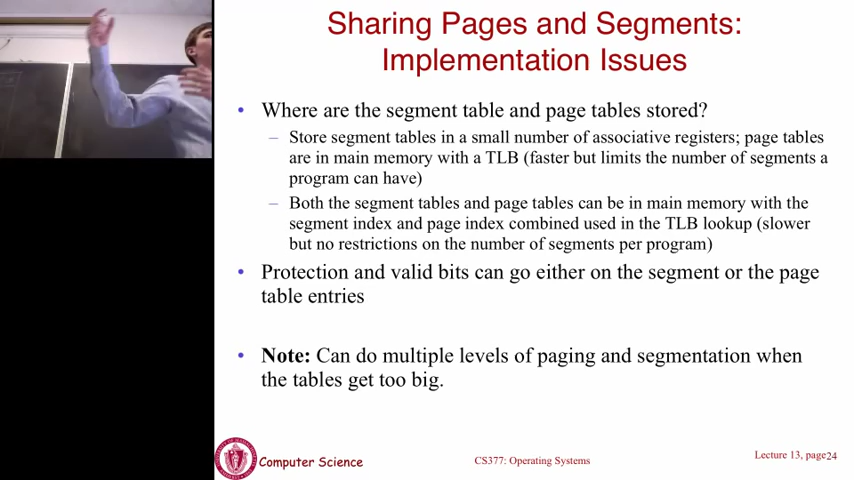 Sharing Pages and Segments:
Implementation Issues
• Where are the segment table and page tables stored?
– Store segment tables in a small number of associative registers; page tables
are in main memory with a TLB (faster but limits the number of segments a
program can have)
– Both the segment tables and page tables can be in main memory with the
segment index and page index combined used in the TLB lookup (slower
but no restrictions on the number of segments per program)
• Protection and valid bits can go either on the segment or the page
table entries
• Note: Can do multiple levels of paging and segmentation when
the tables get too big.
Computer Science
CS377: Operating Systems
Lecture 13, page24